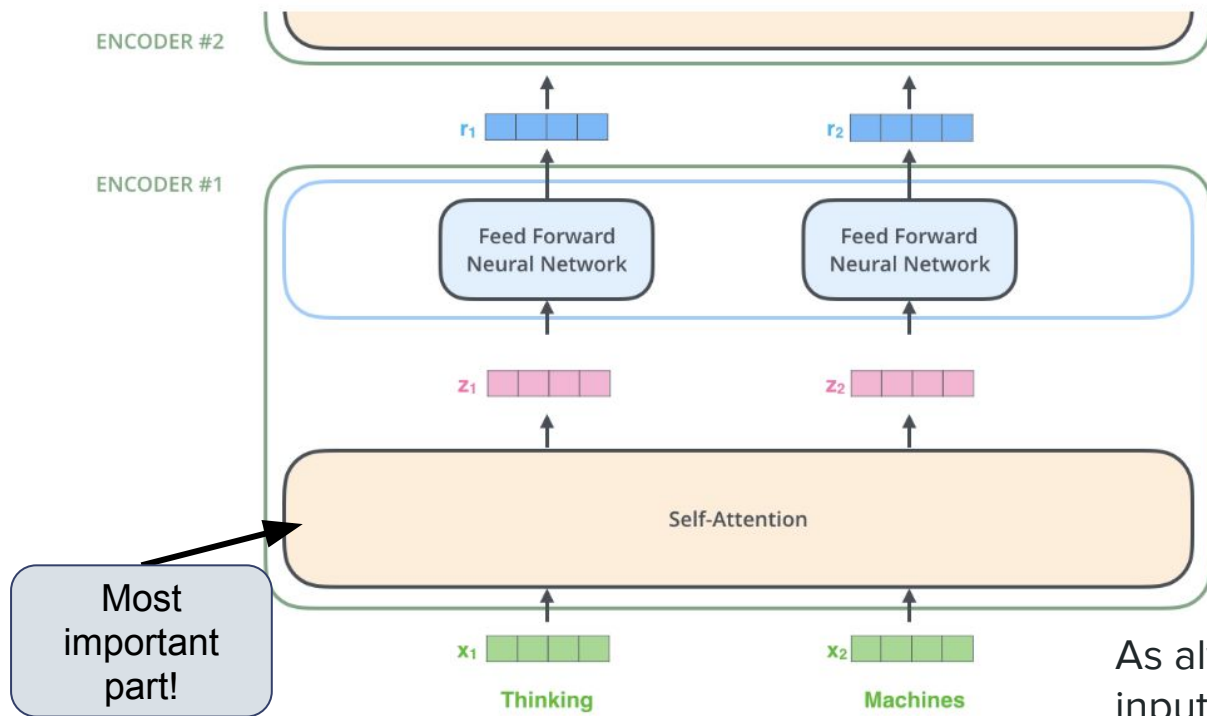 ENCODER #2
r₁
r₂
ENCODER #1
Feed Forward
Neural Network
Feed Forward
Neural Network
z₁
z₂
Self-Attention
Most
important
part!
x₁
x₂
Thinking
Machines
As
input